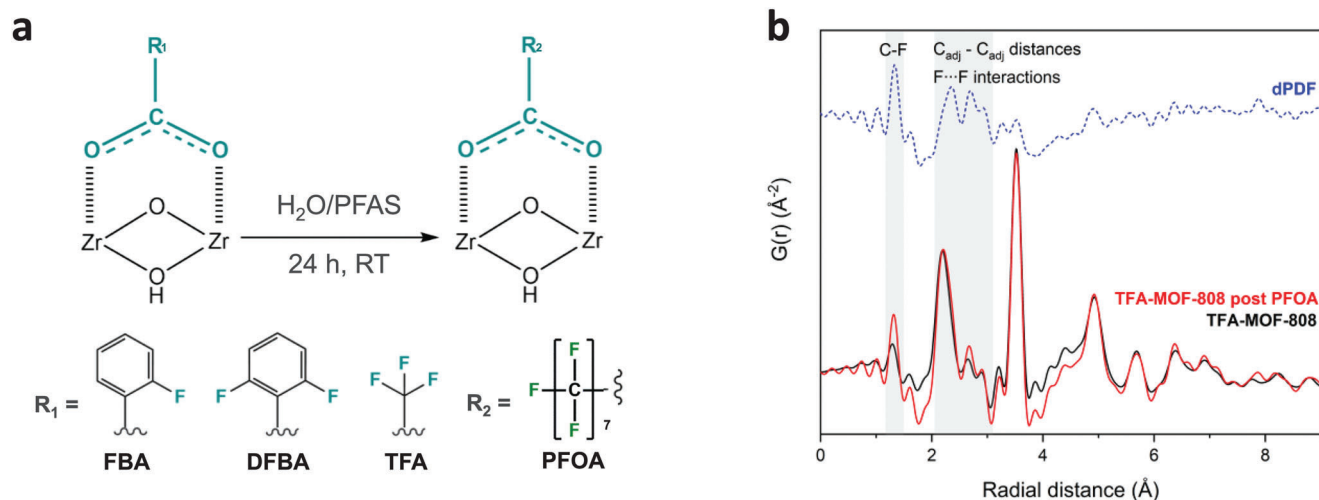 a
R1
C
O O
Zr O Zr
O
H
H2O/PFAS
24 h, RT
R2
C
O O
Zr O Zr
O
H
R1 =
F
FBA
F F
DFBA
F F F
TFA
R2 =
F
F C
F
7
PFOA
b
C-F
Cadj - Cadj distances
F···F interactions
dPDF
TFA-MOF-808 post PFOA
TFA-MOF-808
G(r) (Å-2)
0 2 4 6 8
Radial distance (Å)